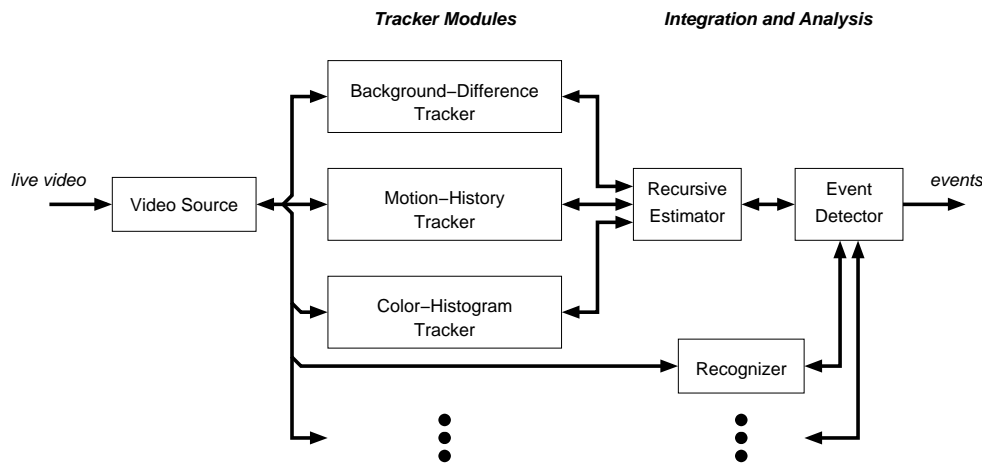 Tracker Modules
Integration and Analysis
Background−Difference
Tracker
live video
Video Source
Motion−History
Tracker
Recursive
Estimator
Event
Detector
events
Color−Histogram
Tracker
Recognizer